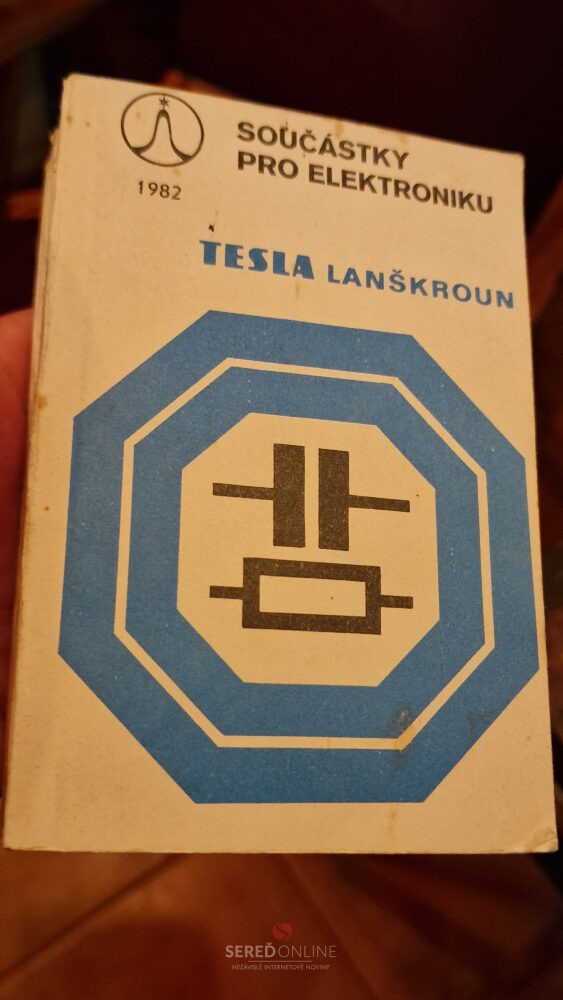 SOUČÁSTKY
PRO ELEKTRONIKU
1982
TESLA LANŠKROUN
SEREĎONLINE
NEZÁVISLÉ INTERNETOVÉ NOVINY